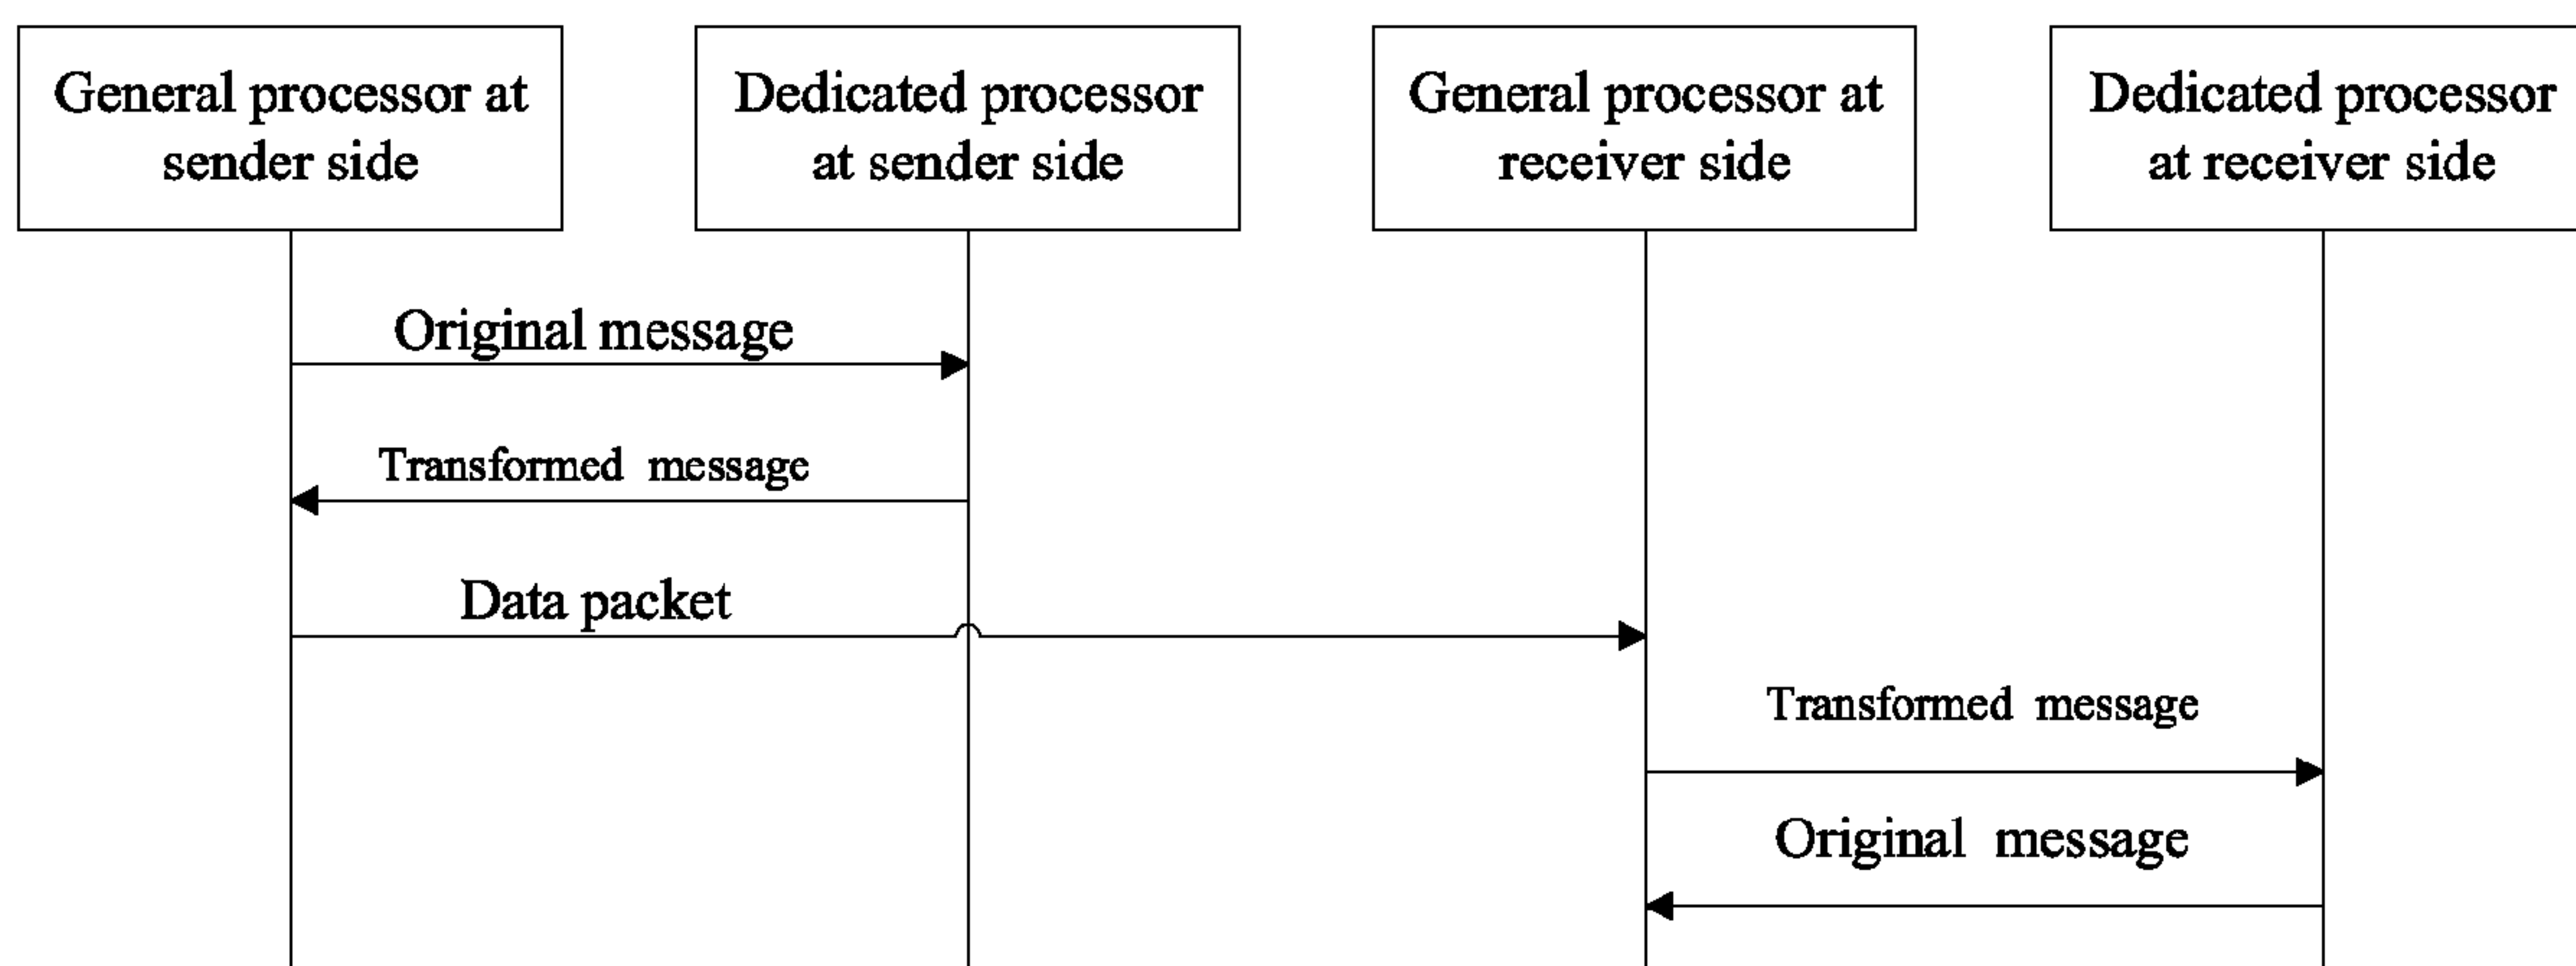 General processor at
sender side
Dedicated processor
at sender side
General processor at
receiver side
Dedicated processor
at receiver side
Original message
Transformed message
Data packet
Transformed message
Original message